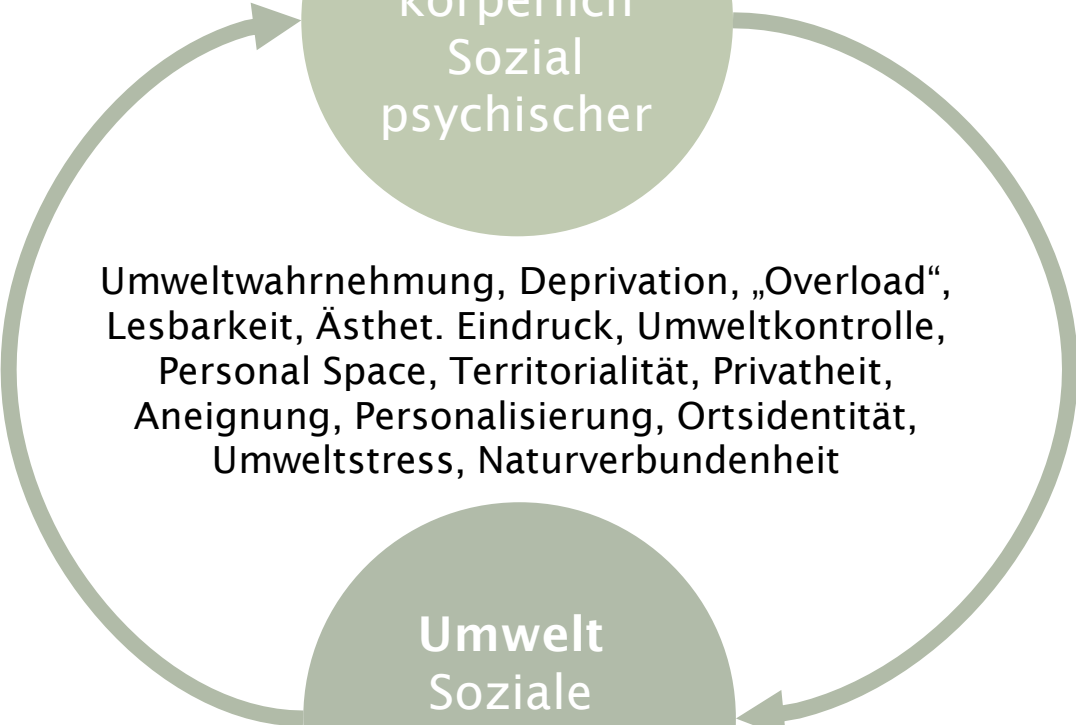 körperlich
Sozial
psychischer
Umweltwahrnehmung, Deprivation, „Overload“,
Lesbarkeit, Ästhet. Eindruck, Umweltkontrolle,
Personal Space, Territorialität, Privatheit,
Aneignung, Personalisierung, Ortsidentität,
Umweltstress, Naturverbundenheit
Umwelt
Soziale